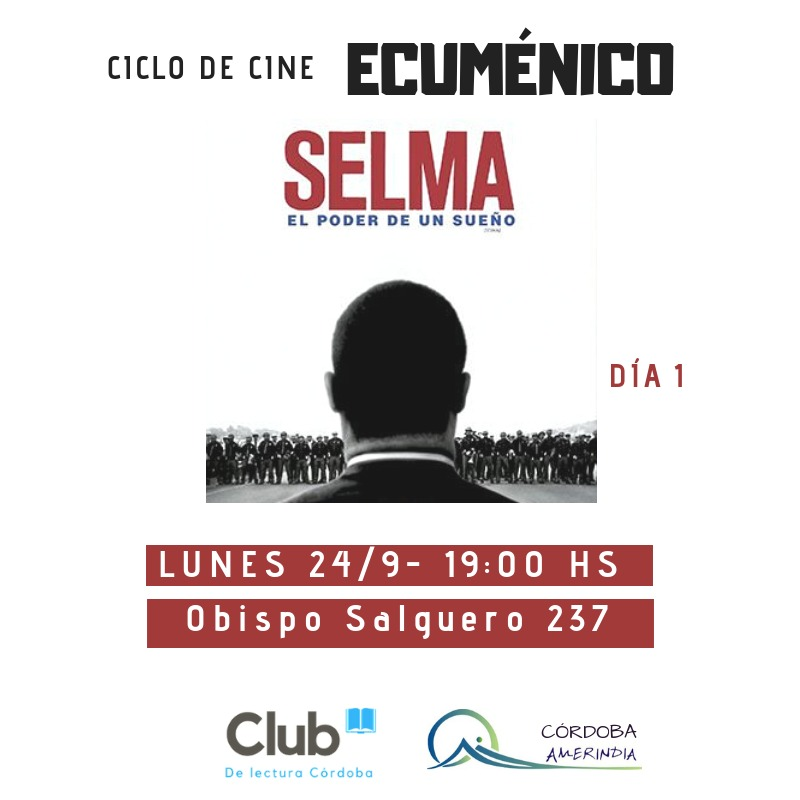 CICLO DE CINE ECUMÉNICO
SELMA
EL PODER DE UN SUEÑO
DÍA 1
LUNES 24/9- 19:00 HS
Obispo Salguero 237
Club
De lectura Córdoba
CÓRDOBA
AMERINDIA